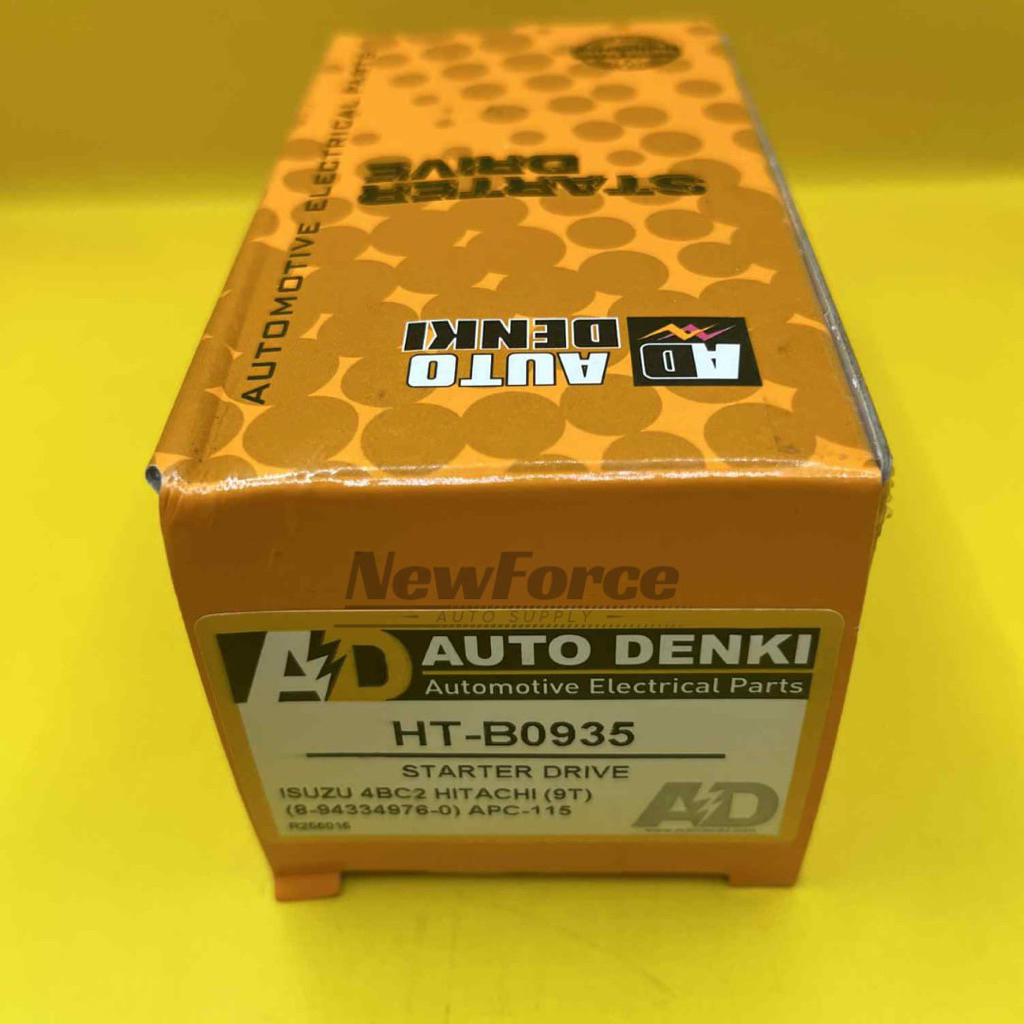 AUTOMOTIVE ELECTRICAL PARTS
STARTER
DRIVE
AD AUTO
DENKI
NewForce
AUTO SUPPLY
AD AUTO DENKI
Automotive Electrical Parts
HT-B0935
STARTER DRIVE
ISUZU 4BC2 HITACHI (9T)
(8-94334976-0) APC-115
AD